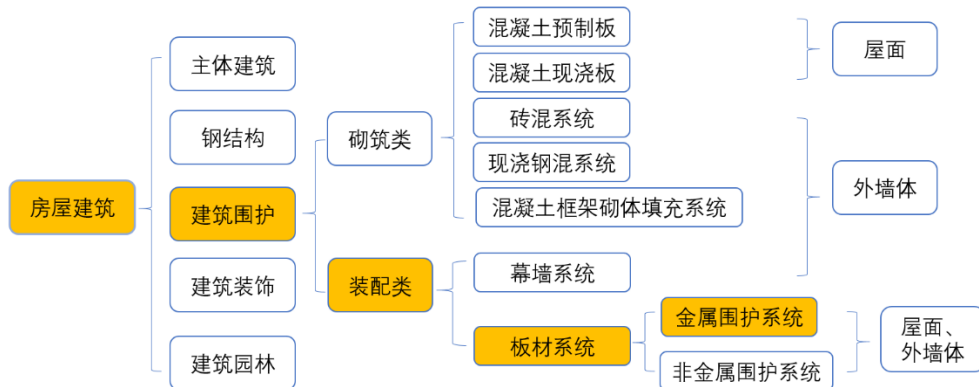 混凝土预制板
屋面
主体建筑
混凝土现浇板
砖混系统
钢结构
砌筑类
现浇钢混系统
外墙体
房屋建筑
建筑围护
混凝土框架砌体填充系统
幕墙系统
建筑装饰
装配类
金属围护系统
板材系统
屋面、
外墙体
建筑园林
非金属围护系统